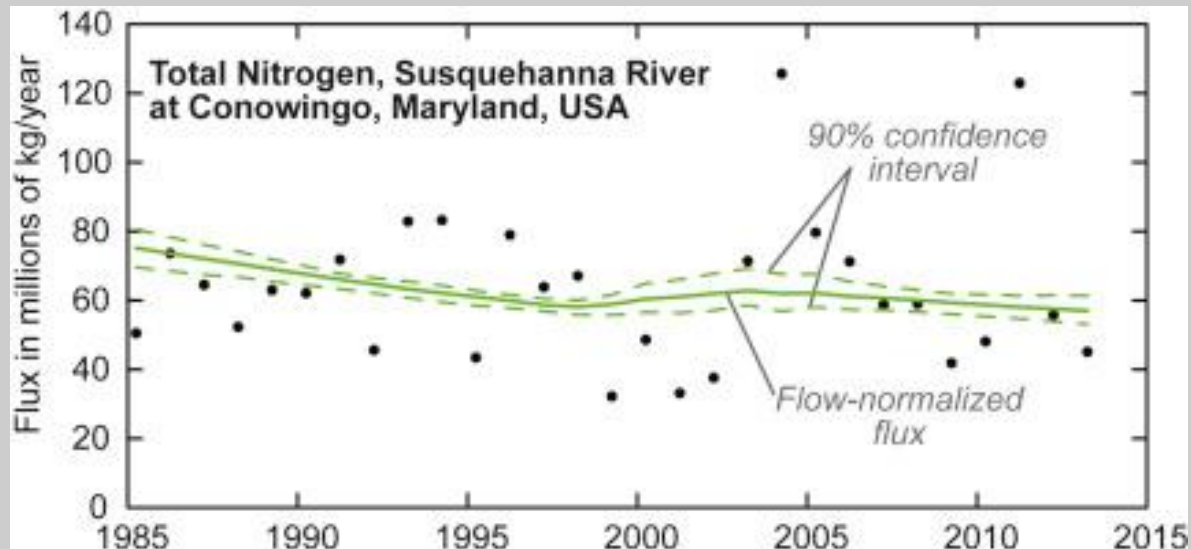 140
120
100
80
60
40
20
0
Flux in millions of kg/year
Total Nitrogen, Susquehanna River
at Conowingo, Maryland, USA
90% confidence
interval
Flow-normalized
flux
1985 1990 1995 2000 2005 2010 2015